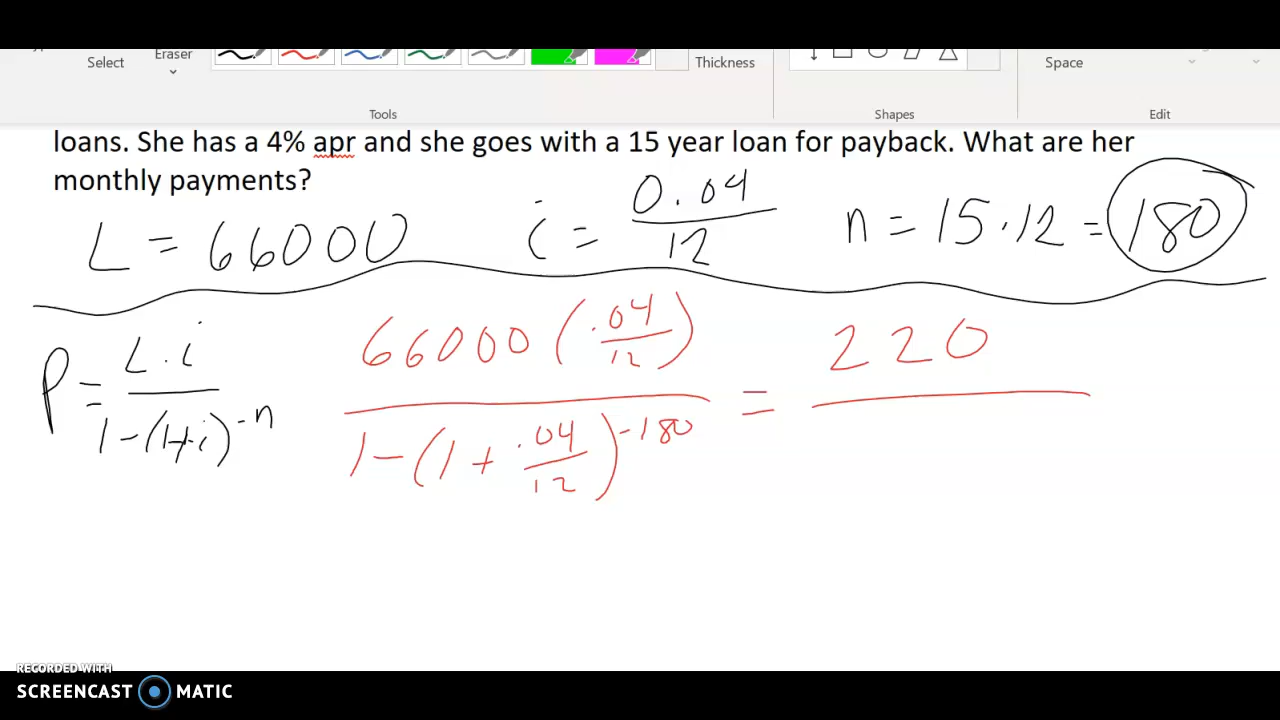 Select
Eraser
Thickness
Space
Tools
Shapes
Edit
loans. She has a 4% apr and she goes with a 15 year loan for payback. What are her
monthly payments?
L = 66000 i = 0.04/12 n = 15·12 = 180
P = L·i / 1-(1+i)^-n 66000(.04/12) / 1-(1+.04/12)^-180 = 220
RECORDED WITH
SCREENCAST MATIC